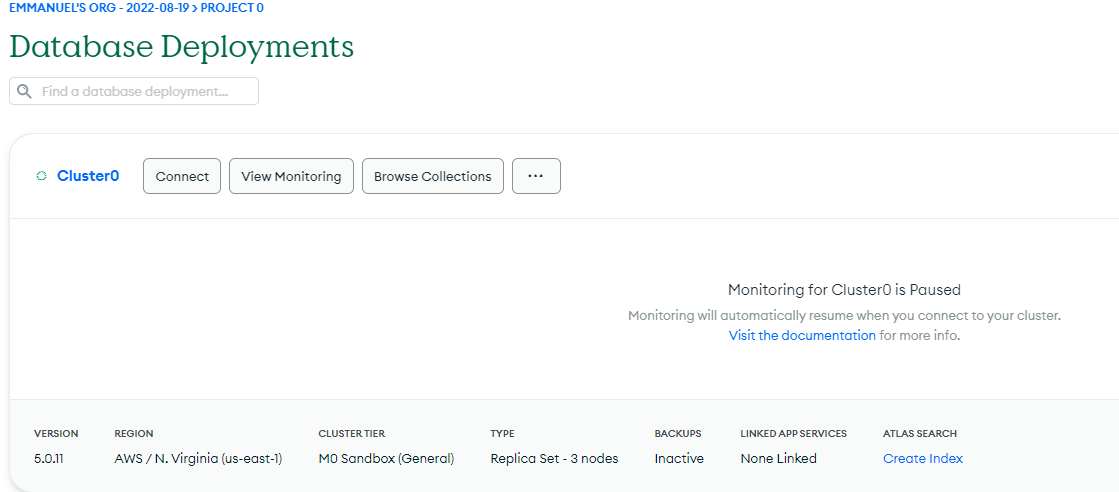 EMMANUEL'S ORG - 2022-08-19 > PROJECT 0
Database Deployments
Find a database deployment...
Cluster0 Connect View Monitoring Browse Collections ...
Monitoring for Cluster0 is Paused
Monitoring will automatically resume when you connect to your cluster.
Visit the documentation for more info.
VERSION REGION CLUSTER TIER TYPE BACKUPS LINKED APP SERVICES ATLAS SEARCH
5.0.11 AWS / N. Virginia (us-east-1) M0 Sandbox (General) Replica Set - 3 nodes Inactive None Linked Create Index